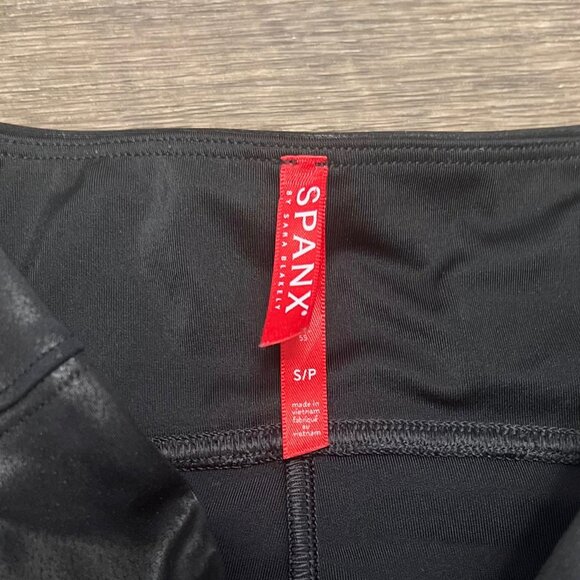 SPANX®
BY SARA BLAKELY
S/P
made in
vietnam
fabriqué
au
vietnam